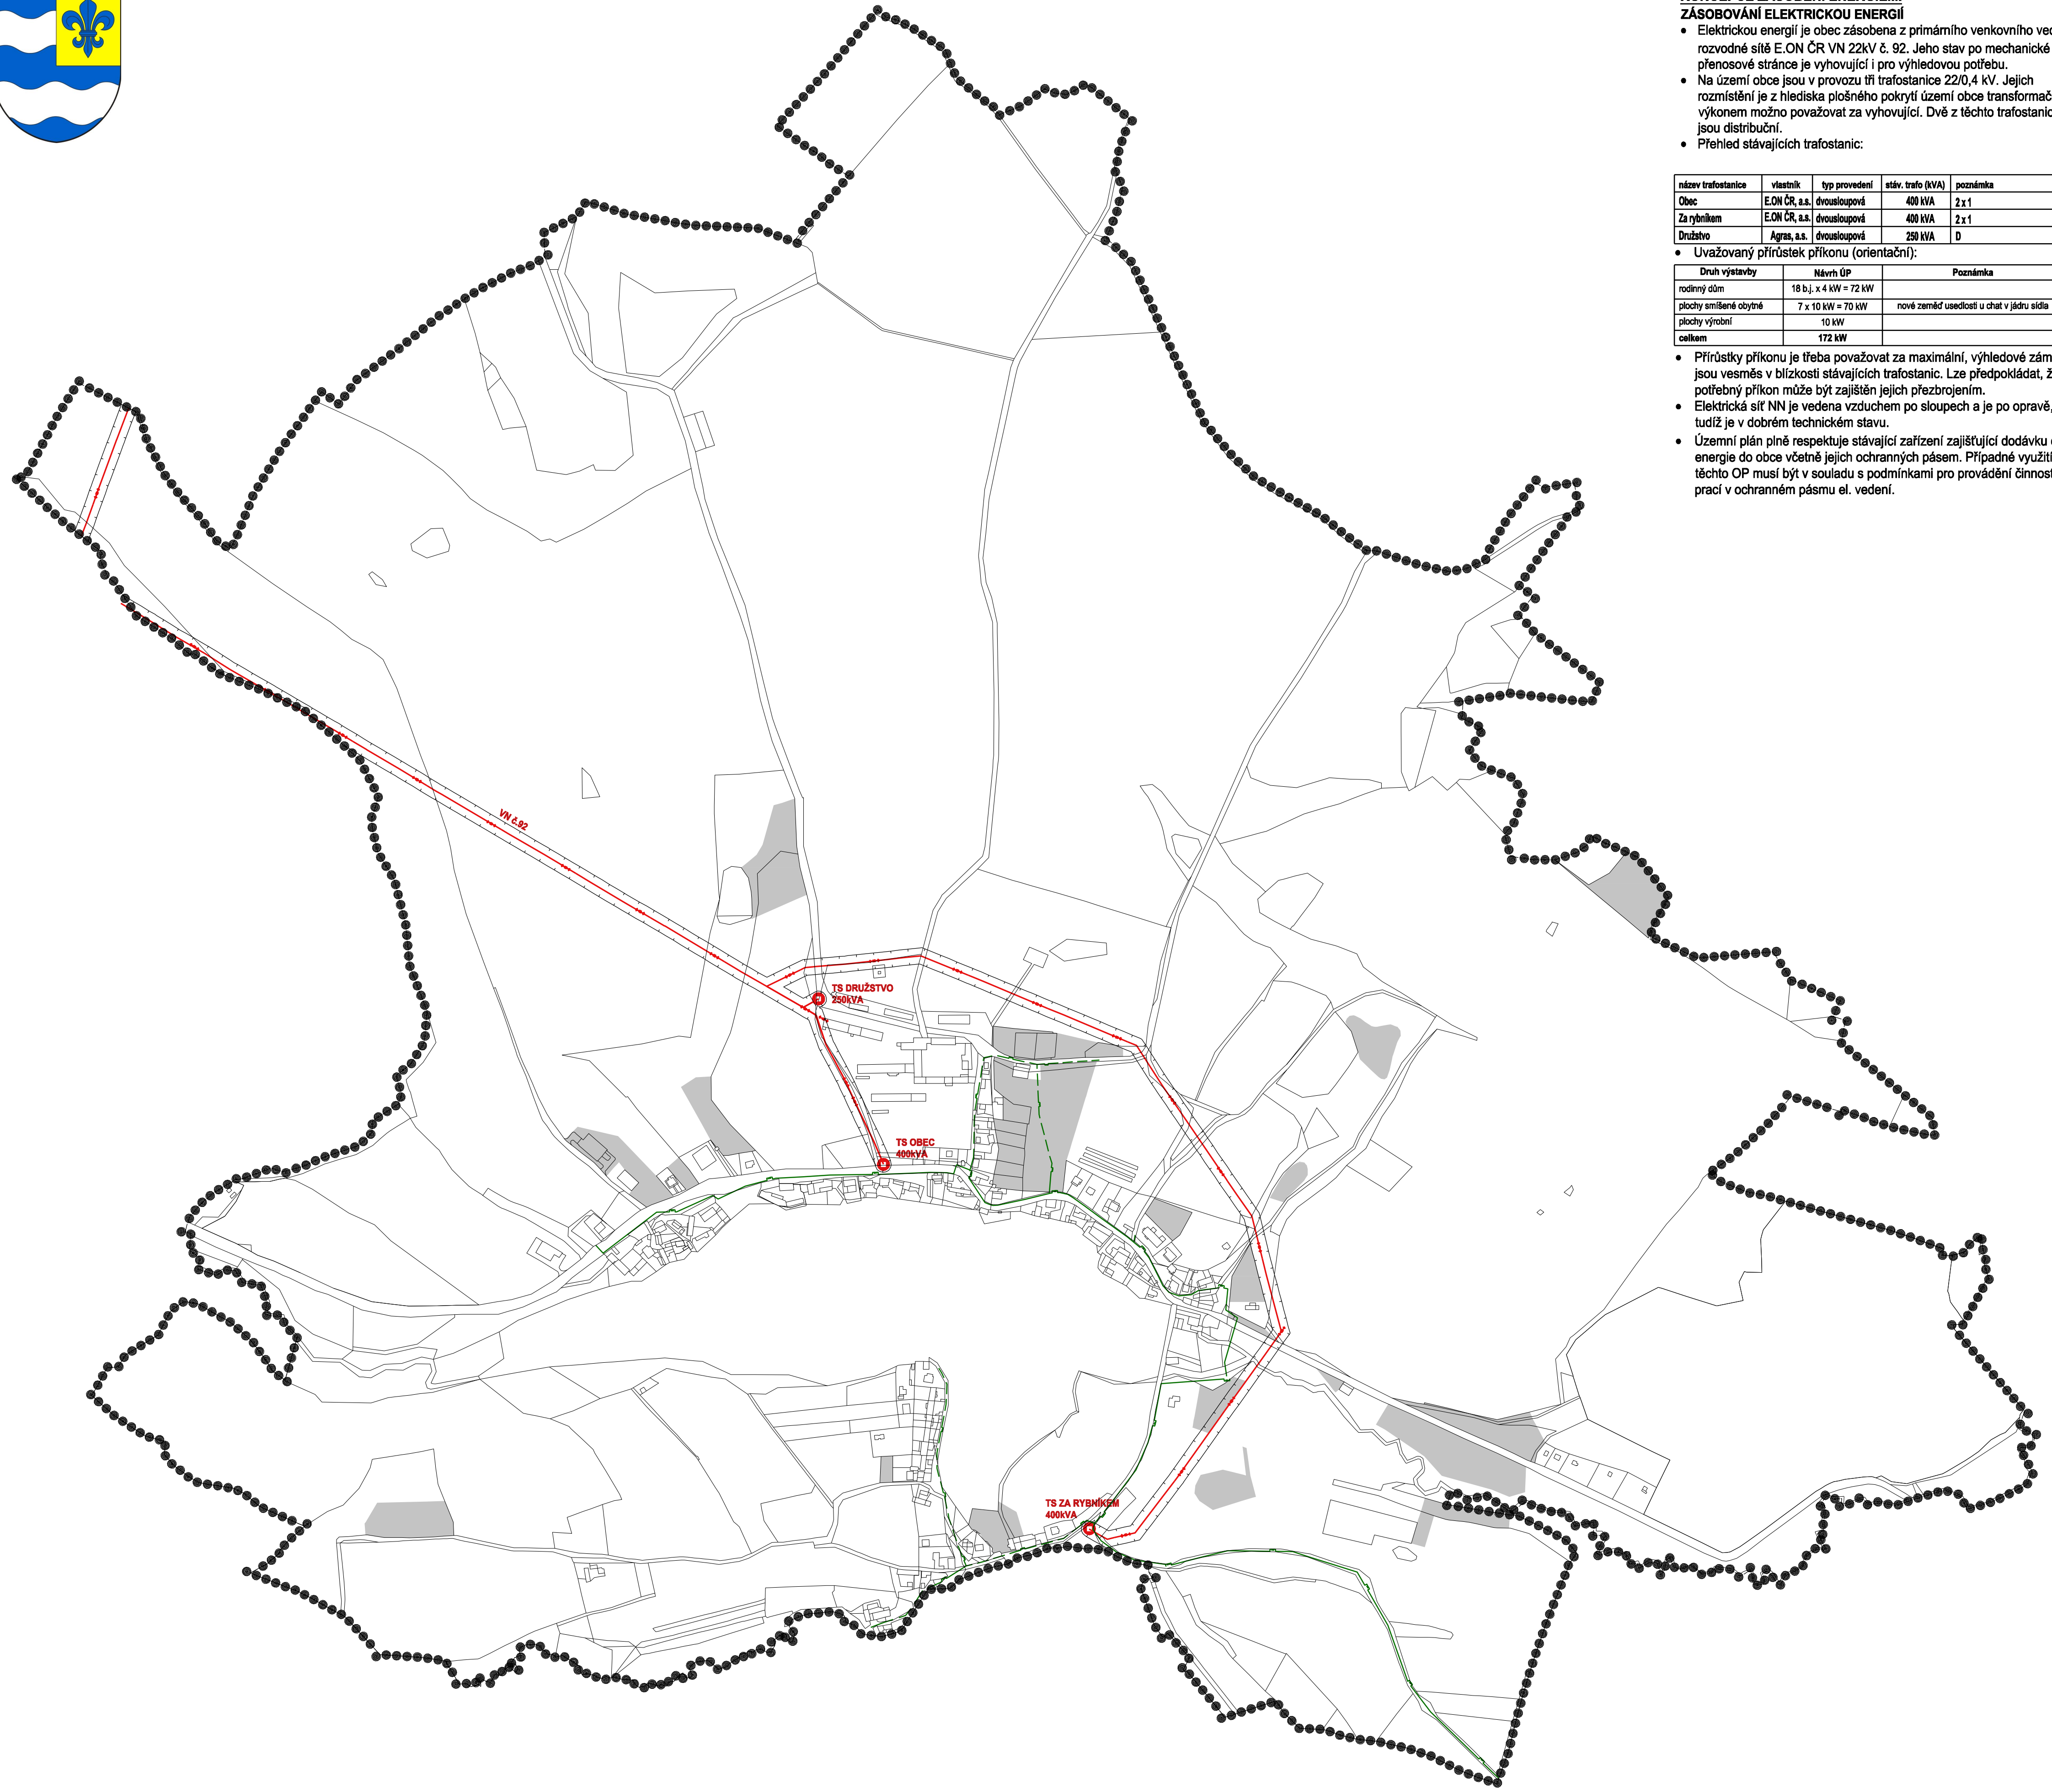 ZÁSOBOVÁNÍ ELEKTRICKOU ENERGIÍ
• Elektrickou energií je obec zásobena z primárního venkovního
rozvodné sítě E.ON ČR VN 22kV č. 92. Jeho stav po mechanické
přenosové stránce je vyhovující i pro výhledovou potřebu.
• Na území obce jsou v provozu tři trafostanice 22/0,4 kV. Jejich
rozmístění je z hlediska plošného pokrytí území obce
výkonem možno považovat za vyhovující. Dvě z těchto
jsou distribuční.
• Přehled stávajících trafostanic:
název trafostanice vlastník typ provedení stáv. trafo (kVA) poznámka
Obec E.ON ČR, a.s. dvousloupová 400 kVA 2 x 1
Za rybníkem E.ON ČR, a.s. dvousloupová 400 kVA 2 x 1
Družstvo Agras, a.s. dvousloupová 250 kVA D
• Uvažovaný přírůstek příkonu (orientační):
Druh výstavby Návrh ÚP Poznámka
rodinný dům 18 b.j. x 4 kW = 72 kW
plochy smíšené obytné 7 x 10 kW = 70 kW nové zeměď usedlosti u chat v jádru sídla
plochy výrobní 10 kW
celkem 172 kW
• Přírůstky příkonu je třeba považovat za maximální, výhledové
jsou vesměs v blízkosti stávajících trafostanic. Lze předpokládat,
potřebný příkon může být zajištěn jejich přezbrojením.
• Elektrická síť NN je vedena vzduchem po sloupech a je po opravě,
tudíž je v dobrém technickém stavu.
• Územní plán plně respektuje stávající zařízení zajišťující dodávku
energie do obce včetně jejich ochranných pásem. Případné využití
těchto OP musí být v souladu s podmínkami pro provádění
prací v ochranném pásmu el. vedení.
VN č.92
TS DRUŽSTVO
250kVA
TS OBEC
400kVA
TS ZA RYBNÍKEM
400kVA